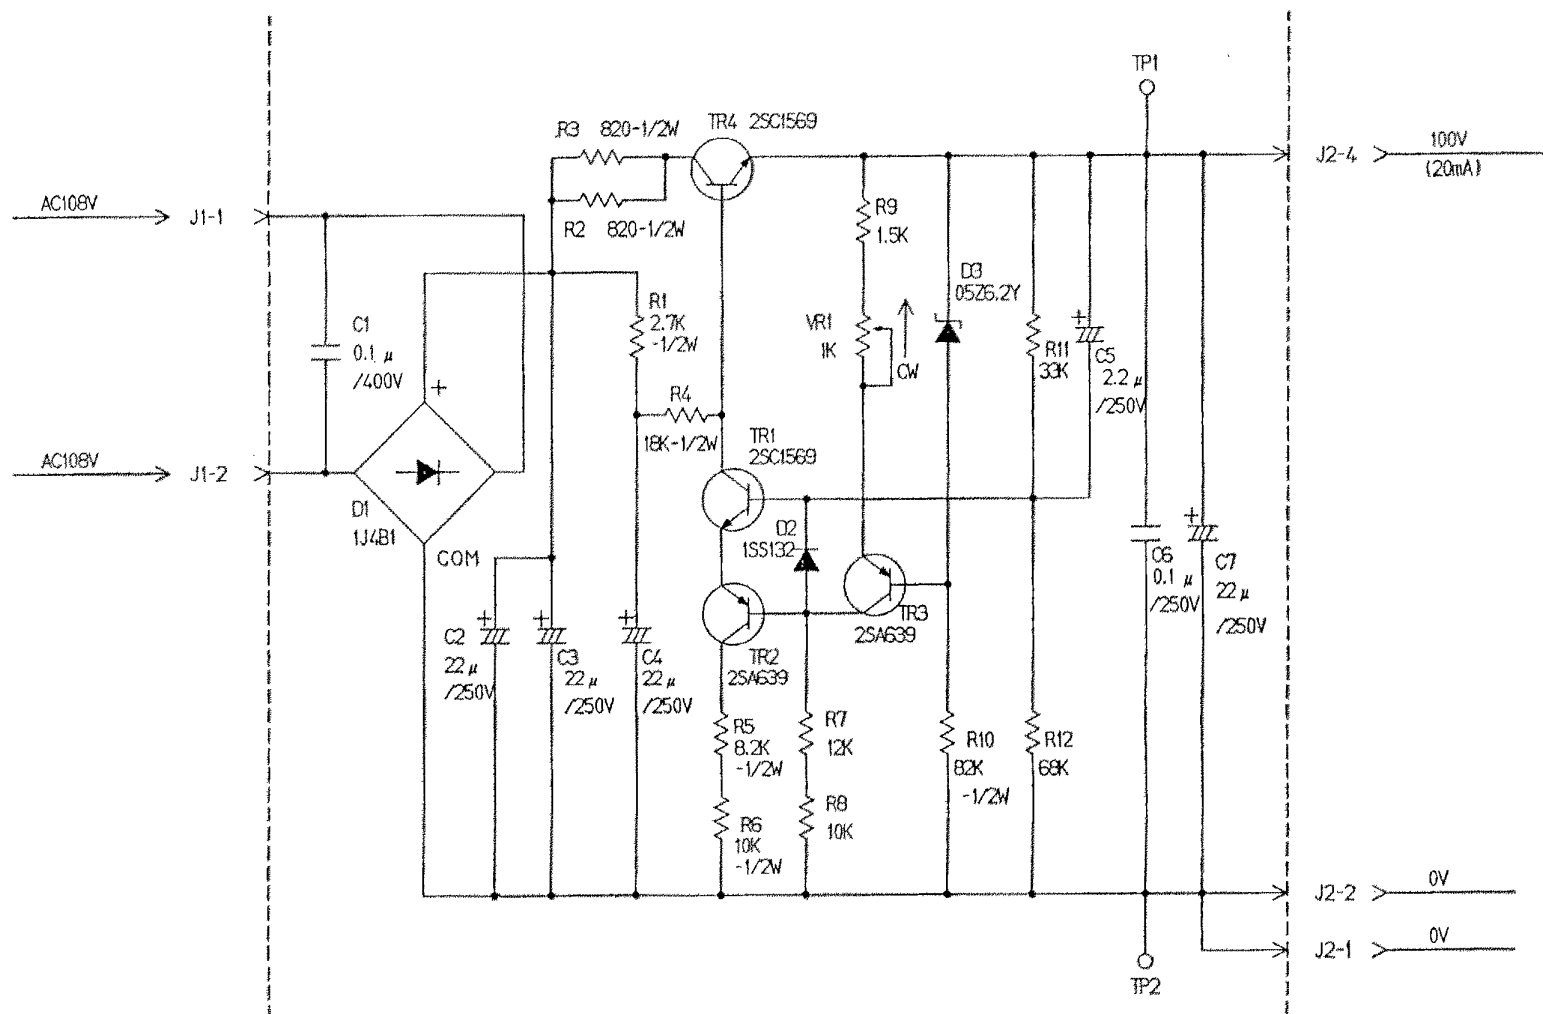 TP1
R3 820-1/2W
TR4 2SC1569
J2-4
100V
(20mA)
AC108V
J1-1
R2 820-1/2W
R9
1.5K
D3
05Z6.2Y
C1
0.1 μ
/400V
R1
2.7K
-1/2W
VR1
1K
CW
R11
33K
C5
2.2 μ
/250V
+
+
R4
18K-1/2W
TR1
2SC1569
AC108V
J1-2
D1
1J4B1
COM
D2
1SS132
+
C6
0.1 μ
/250V
C7
22 μ
/250V
TR3
2SA639
+
+
+
C2
22 μ
/250V
C3
22 μ
/250V
C4
22 μ
/250V
TR2
2SA639
R5
8.2K
-1/2W
R7
12K
R10
82K
-1/2W
R12
68K
R6
10K
-1/2W
R8
10K
J2-2
0V
J2-1
0V
TP2